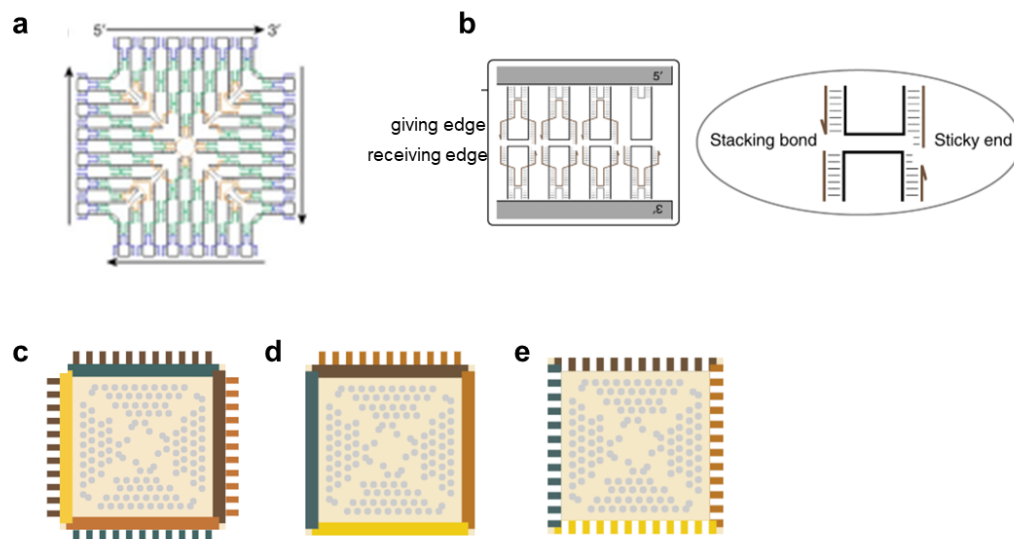 a
5′ 3′
b
5′
giving edge
receiving edge
3′
Stacking bond
Sticky end
c
d
e